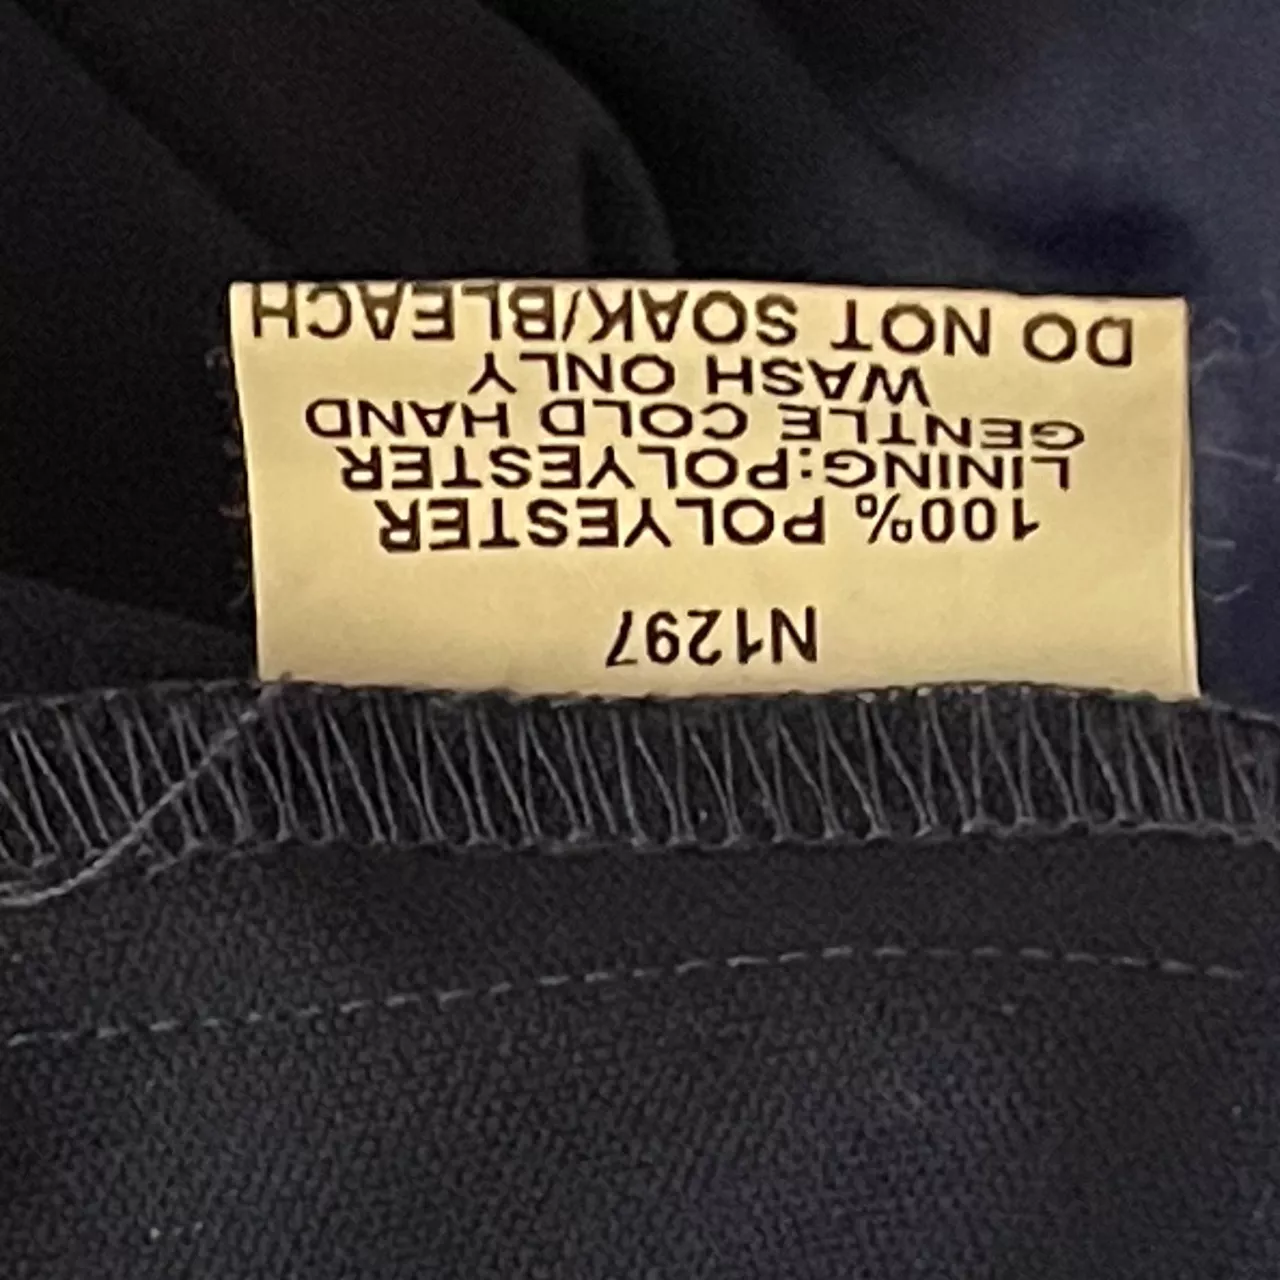 N1297
100% POLYESTER
LINING:POLYESTER
GENTLE COLD HAND
WASH ONLY
DO NOT SOAK/BLEACH